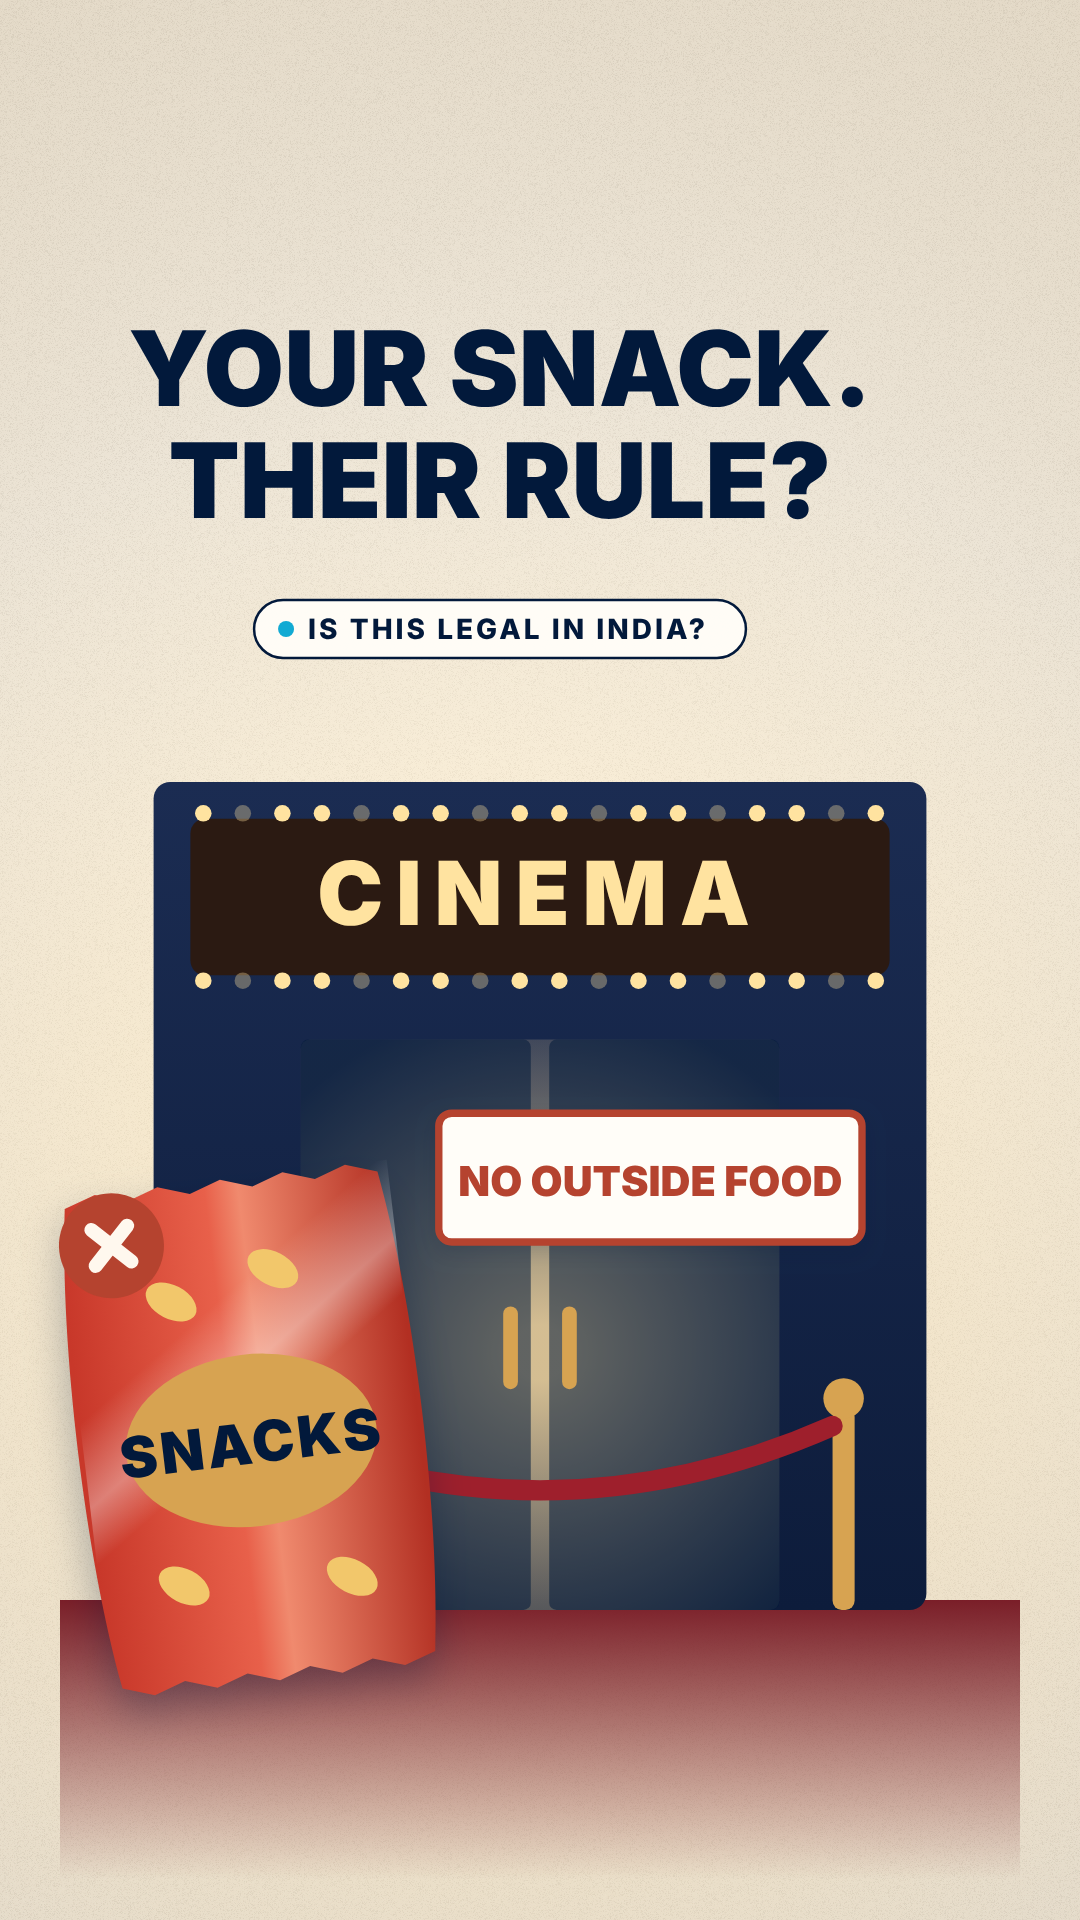 YOUR SNACK.
THEIR RULE?
IS THIS LEGAL IN INDIA?
CINEMA
NO OUTSIDE FOOD
SNACKS